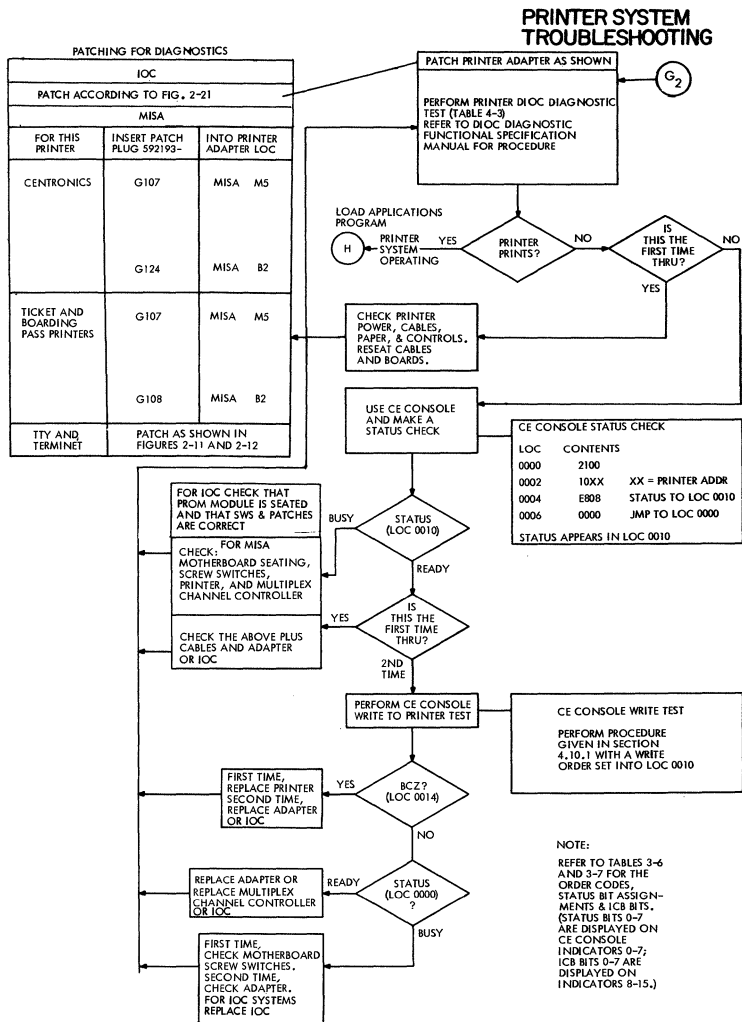 PRINTER SYSTEM
TROUBLESHOOTING
PATCHING FOR DIAGNOSTICS
IOC
PATCH ACCORDING TO FIG. 2-21
MISA
FOR THIS
PRINTER
INSERT PATCH
PLUG 592193-
INTO PRINTER
ADAPTER LOC
CENTRONICS
G107
MISA M5
G124
MISA B2
TICKET AND
BOARDING
PASS PRINTERS
G107
MISA M5
G108
MISA B2
TTY AND
TERMINET
PATCH AS SHOWN IN
FIGURES 2-11 AND 2-12
PATCH PRINTER ADAPTER AS SHOWN
G2
PERFORM PRINTER DIOC DIAGNOSTIC
TEST (TABLE 4-3)
REFER TO DIOC DIAGNOSTIC
FUNCTIONAL SPECIFICATION
MANUAL FOR PROCEDURE
LOAD APPLICATIONS
PROGRAM
H
PRINTER
SYSTEM
OPERATING
YES
PRINTER
PRINTS?
NO
IS
THIS THE
FIRST TIME
THRU?
NO
YES
CHECK PRINTER
POWER, CABLES,
PAPER, & CONTROLS.
RESEAT CABLES
AND BOARDS.
USE CE CONSOLE
AND MAKE A
STATUS CHECK
CE CONSOLE STATUS CHECK
LOC CONTENTS
0000 2100
0002 10XX XX = PRINTER ADDR
0004 E808 STATUS TO LOC 0010
0006 0000 JMP TO LOC 0000
STATUS APPEARS IN LOC 0010
FOR IOC CHECK THAT
PROM MODULE IS SEATED
AND THAT SWS & PATCHES
ARE CORRECT
BUSY
STATUS
(LOC 0010)
READY
FOR MISA
CHECK:
MOTHERBOARD SEATING,
SCREW SWITCHES,
PRINTER, AND MULTIPLEX
CHANNEL CONTROLLER
YES
IS
THIS THE
FIRST TIME
THRU?
CHECK THE ABOVE PLUS
CABLES AND ADAPTER
OR IOC
2ND
TIME
PERFORM CE CONSOLE
WRITE TO PRINTER TEST
CE CONSOLE WRITE TEST
PERFORM PROCEDURE
GIVEN IN SECTION
4.10.1 WITH A WRITE
ORDER SET INTO LOC 0010
FIRST TIME,
REPLACE PRINTER
SECOND TIME,
REPLACE ADAPTER
OR IOC
YES
BCZ?
(LOC 0014)
NO
REPLACE ADAPTER OR
REPLACE MULTIPLEX
CHANNEL CONTROLLER
OR IOC
READY
STATUS
(LOC 0000)
?
BUSY
FIRST TIME,
CHECK MOTHERBOARD
SCREW SWITCHES.
SECOND TIME,
CHECK ADAPTER.
FOR IOC SYSTEMS
REPLACE IOC
NOTE:
REFER TO TABLES 3-6
AND 3-7 FOR THE
ORDER CODES,
STATUS BIT ASSIGN-
MENTS & ICB BITS.
(STATUS BITS 0-7
ARE DISPLAYED ON
CE CONSOLE
INDICATORS 0-7;
ICB BITS 0-7 ARE
DISPLAYED ON
INDICATORS 8-15.)